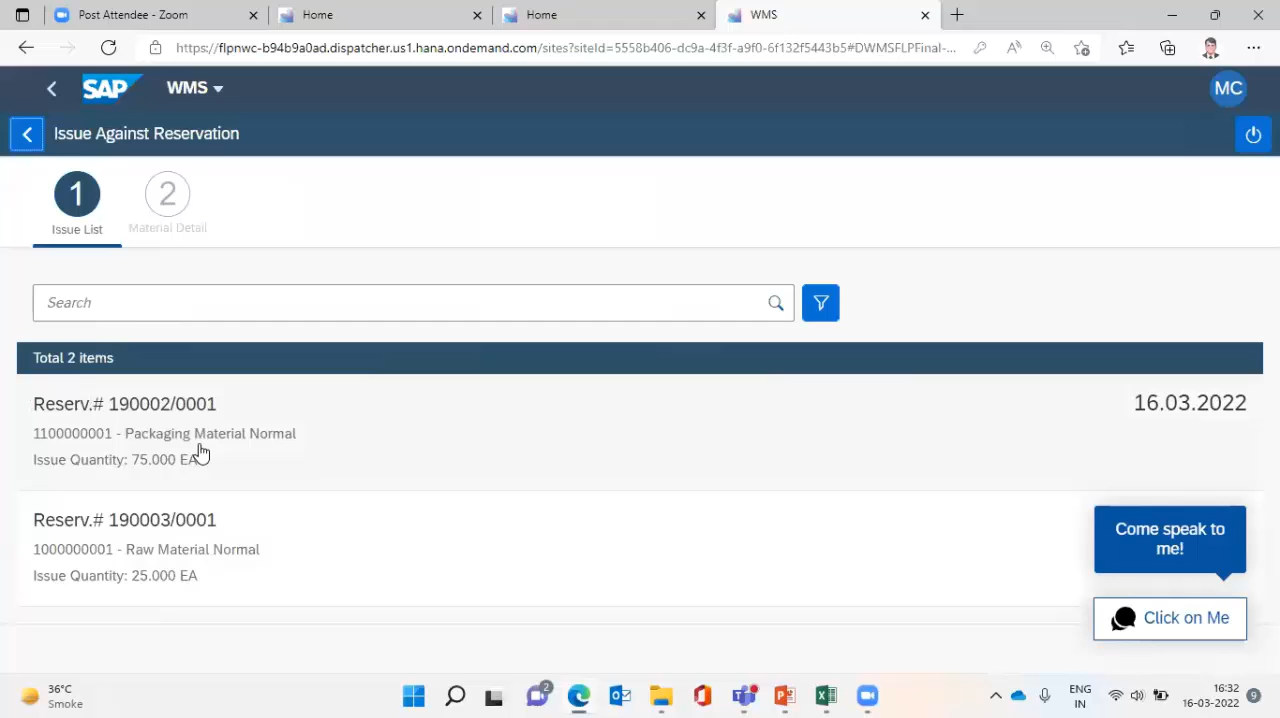 Post Attendee - Zoom
Home
Home
WMS
https://flpnwc-b94b9a0ad.dispatcher.us1.hana.ondemand.com/sites?siteId=5558b406-dc9a-4f3f-a9f0-6f132f5443b5#DWMSFLPFinal-...
SAP
WMS
MC
Issue Against Reservation
1
2
Issue List
Material Detail
Search
Total 2 items
Reserv.# 190002/0001
16.03.2022
1100000001 - Packaging Material Normal
Issue Quantity: 75.000 EA
Reserv.# 190003/0001
1000000001 - Raw Material Normal
Issue Quantity: 25.000 EA
Come speak to
me!
Click on Me
36°C
Smoke
2
ENG
IN
16:32
16-03-2022
9